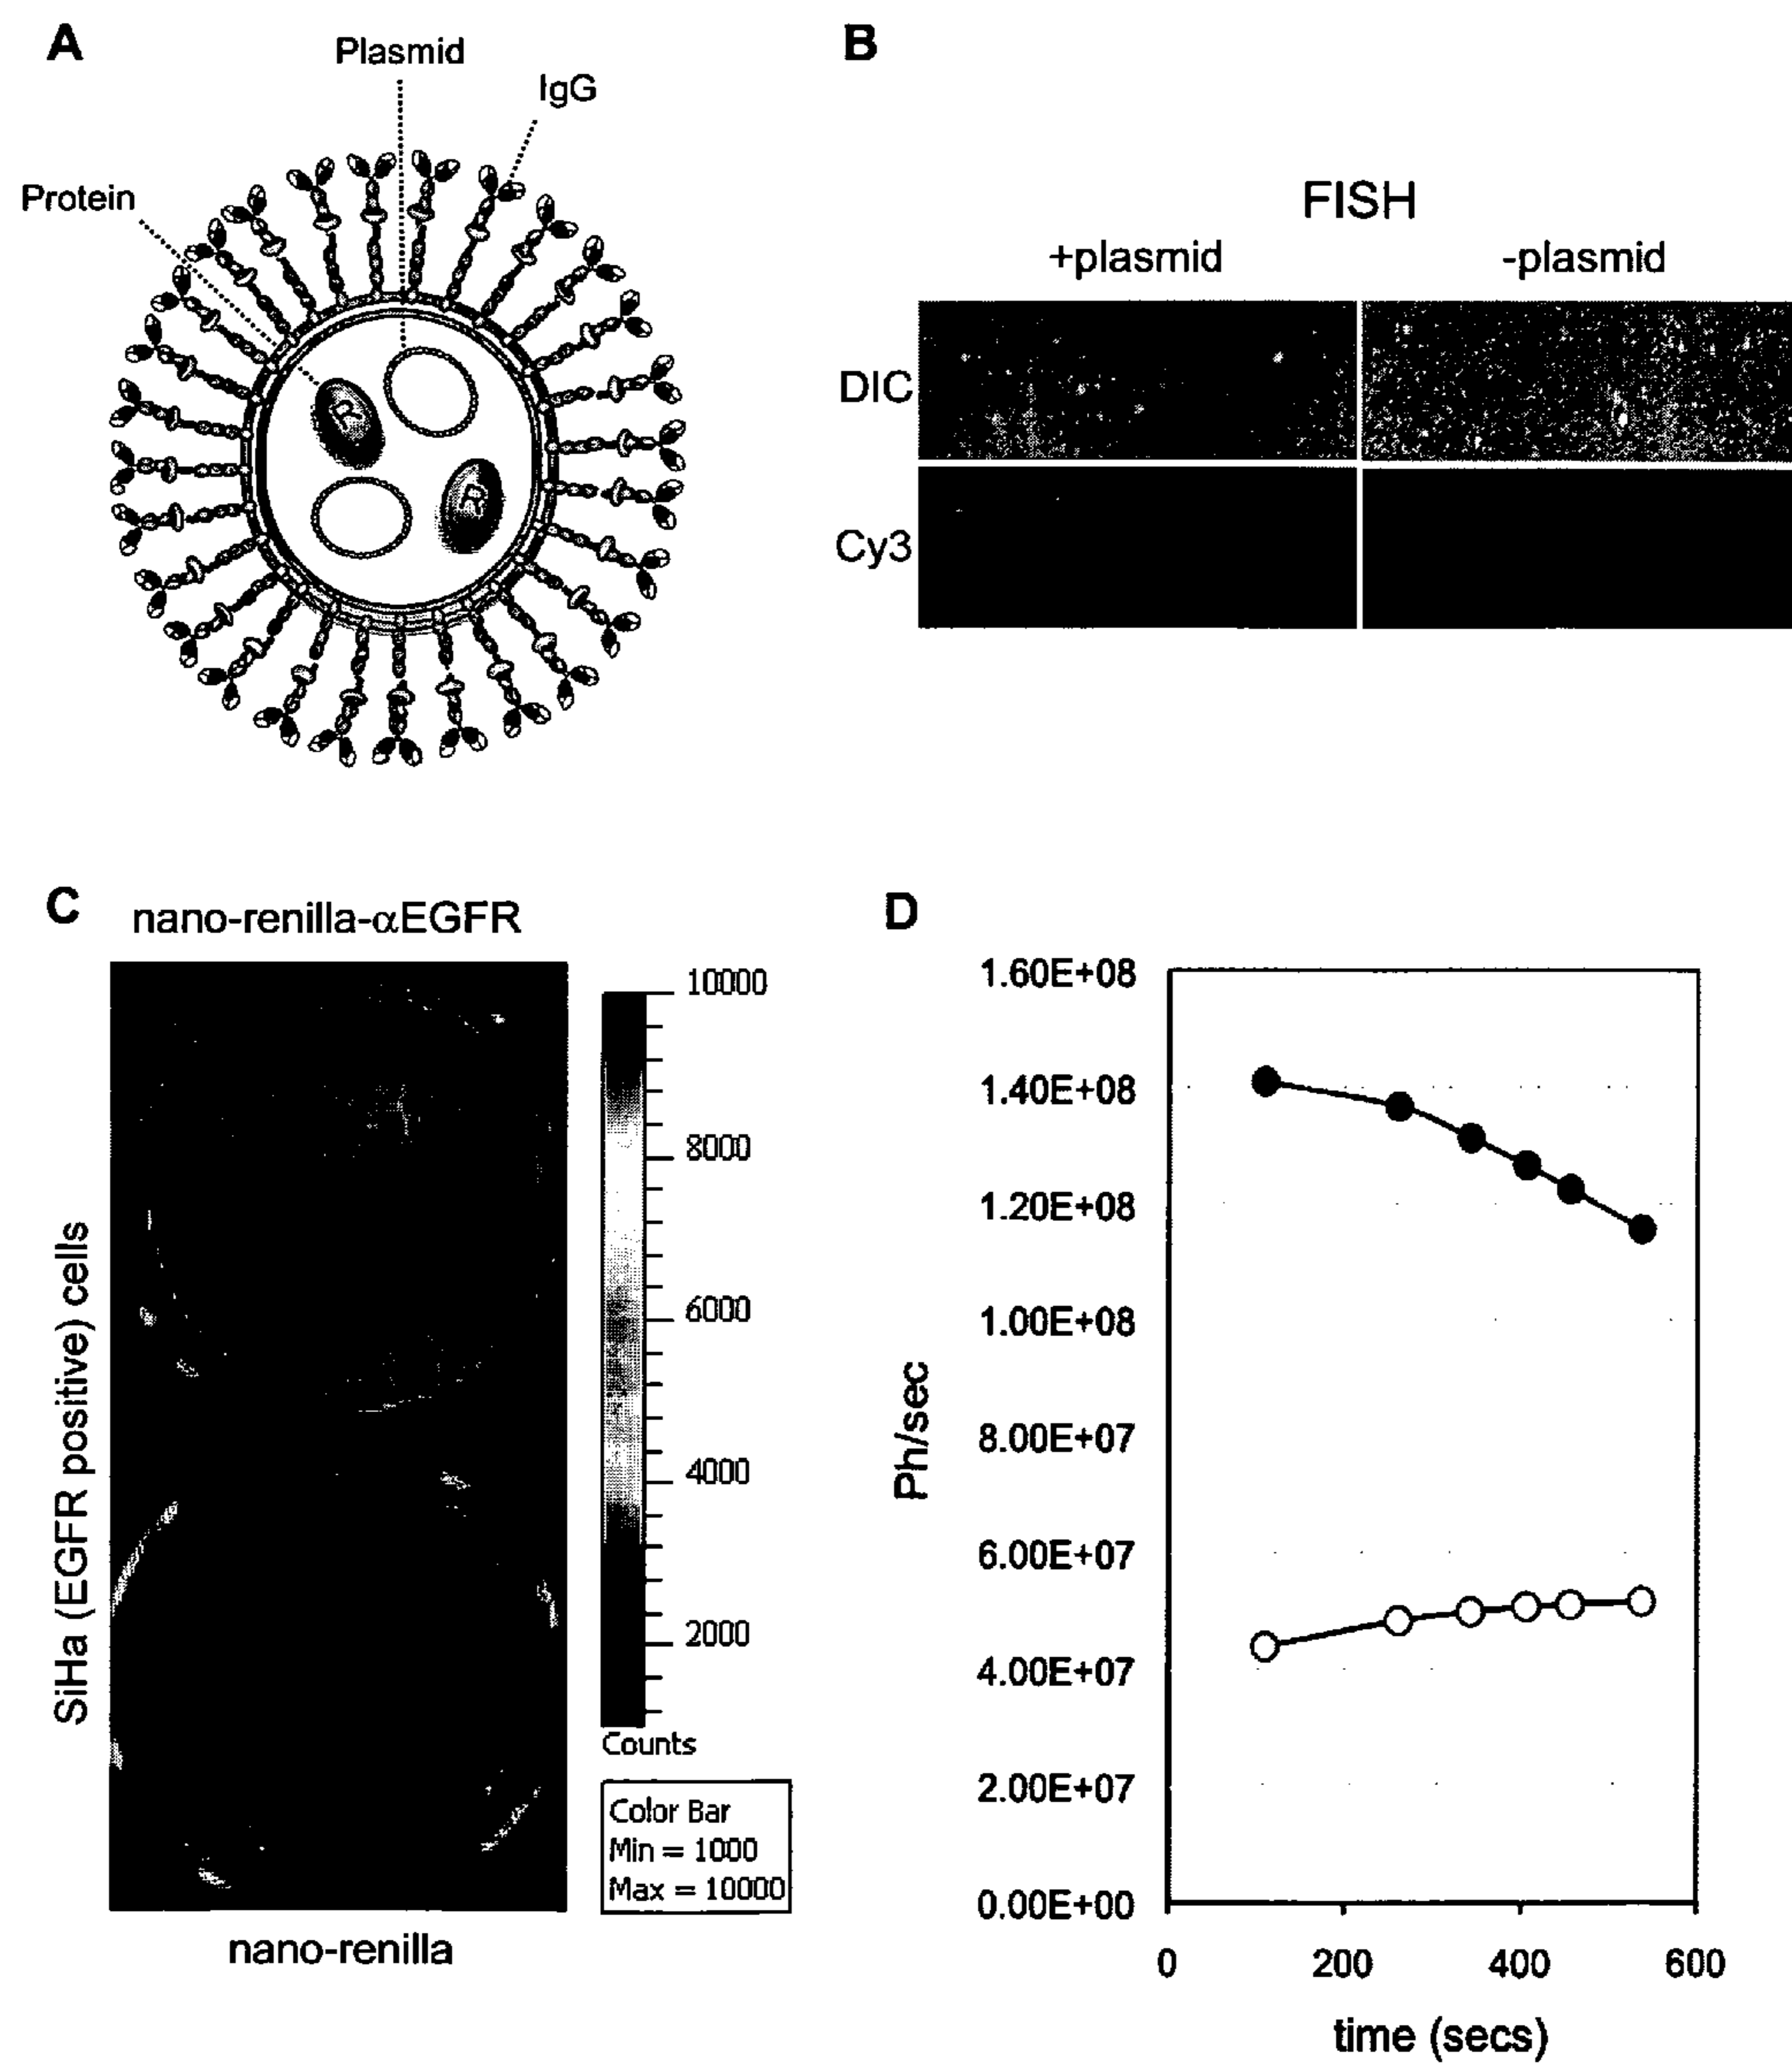 A
Plasmid
IgG
Protein
R
R
B
FISH
+plasmid
-plasmid
DIC
Cy3
C
nano-renilla-αEGFR
SiHa (EGFR positive) cells
10000
8000
6000
4000
2000
Counts
Color Bar
Min = 1000
Max = 10000
nano-renilla
D
1.60E+08
1.40E+08
1.20E+08
1.00E+08
8.00E+07
6.00E+07
4.00E+07
2.00E+07
0.00E+00
Ph/sec
0 200 400 600
time (secs)